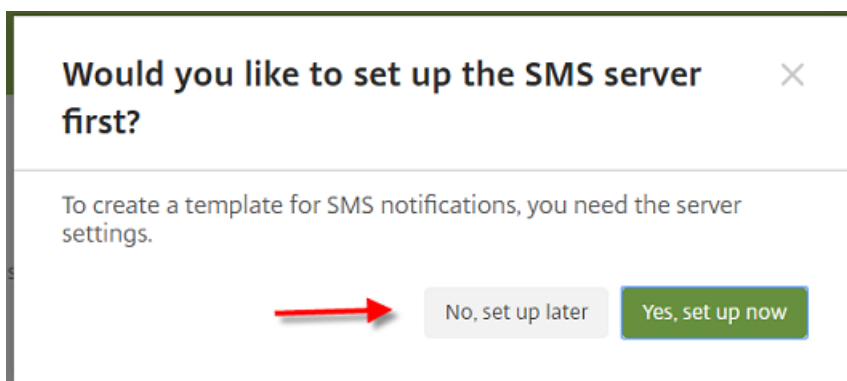 Would you like to set up the SMS server
first?
To create a template for SMS notifications, you need the server
settings.
No, set up later
Yes, set up now